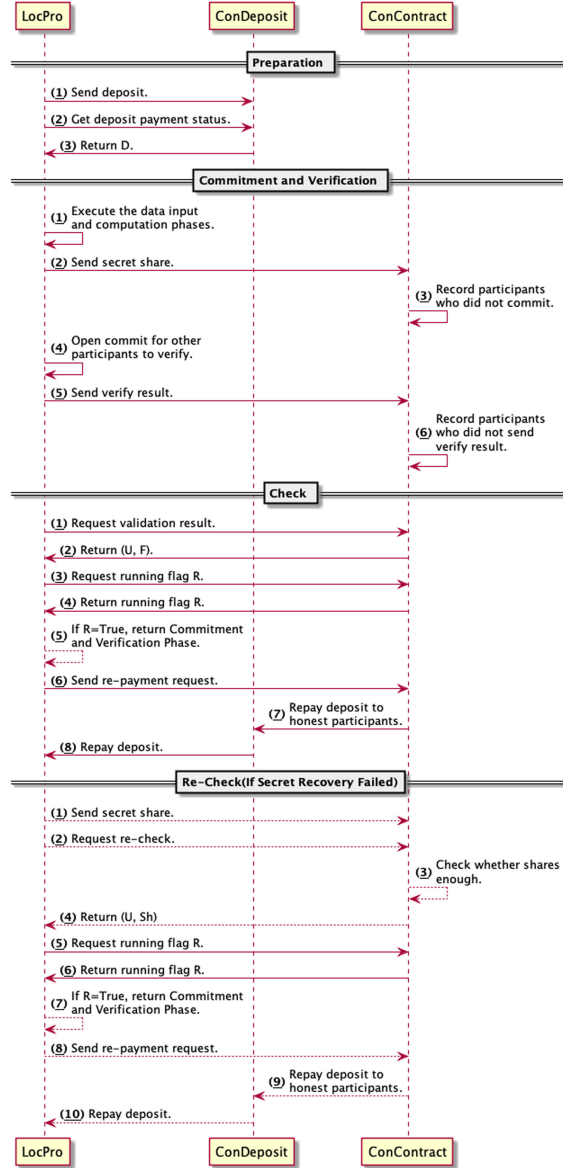 LocPro ConDeposit ConContract
Preparation
(1) Send deposit.
(2) Get deposit payment status.
(3) Return D.
Commitment and Verification
(1) Execute the data input
and computation phases.
(2) Send secret share.
(3) Record participants
who did not commit.
(4) Open commit for other
participants to verify.
(5) Send verify result.
(6) Record participants
who did not send
verify result.
Check
(1) Request validation result.
(2) Return (U, F).
(3) Request running flag R.
(4) Return running flag R.
(5) If R=True, return Commitment
and Verification Phase.
(6) Send re-payment request.
(7) Repay deposit to
honest participants.
(8) Repay deposit.
Re-Check(If Secret Recovery Failed)
(1) Send secret share.
(2) Request re-check.
(3) Check whether shares
enough.
(4) Return (U, Sh)
(5) Request running flag R.
(6) Return running flag R.
(7) If R=True, return Commitment
and Verification Phase.
(8) Send re-payment request.
(9) Repay deposit to
honest participants.
(10) Repay deposit.
LocPro ConDeposit ConContract